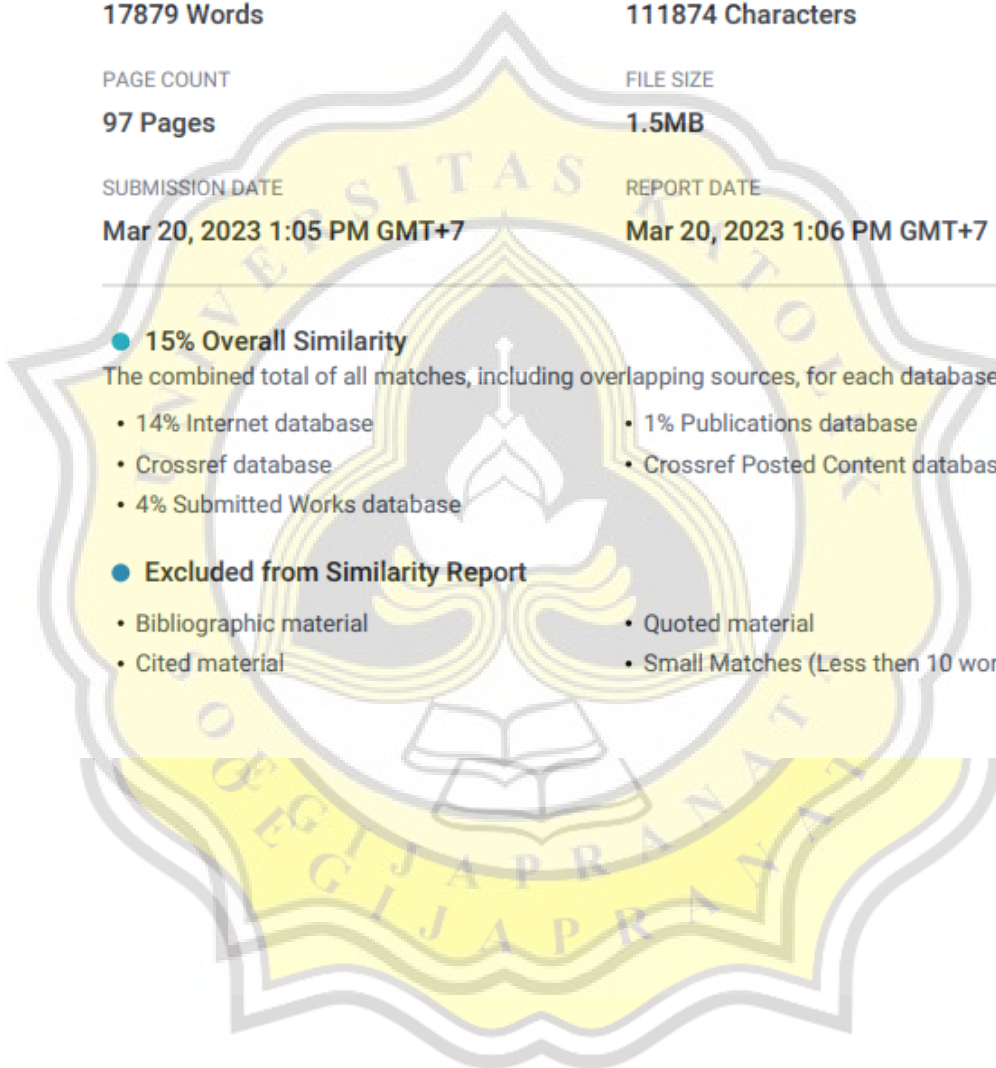 17879 Words 111874 Characters
PAGE COUNT FILE SIZE
97 Pages 1.5MB
SUBMISSION DATE REPORT DATE
Mar 20, 2023 1:05 PM GMT+7 Mar 20, 2023 1:06 PM GMT+7
UNIVERSITAS KATOLIK
15% Overall Similarity
The combined total of all matches, including overlapping sources, for each database
• 14% Internet database • 1% Publications database
• Crossref database • Crossref Posted Content databas
• 4% Submitted Works database
Excluded from Similarity Report
• Bibliographic material • Quoted material
• Cited material • Small Matches (Less then 10 wor
SOEGIJAPRANATA
OEGIJAPRANAT